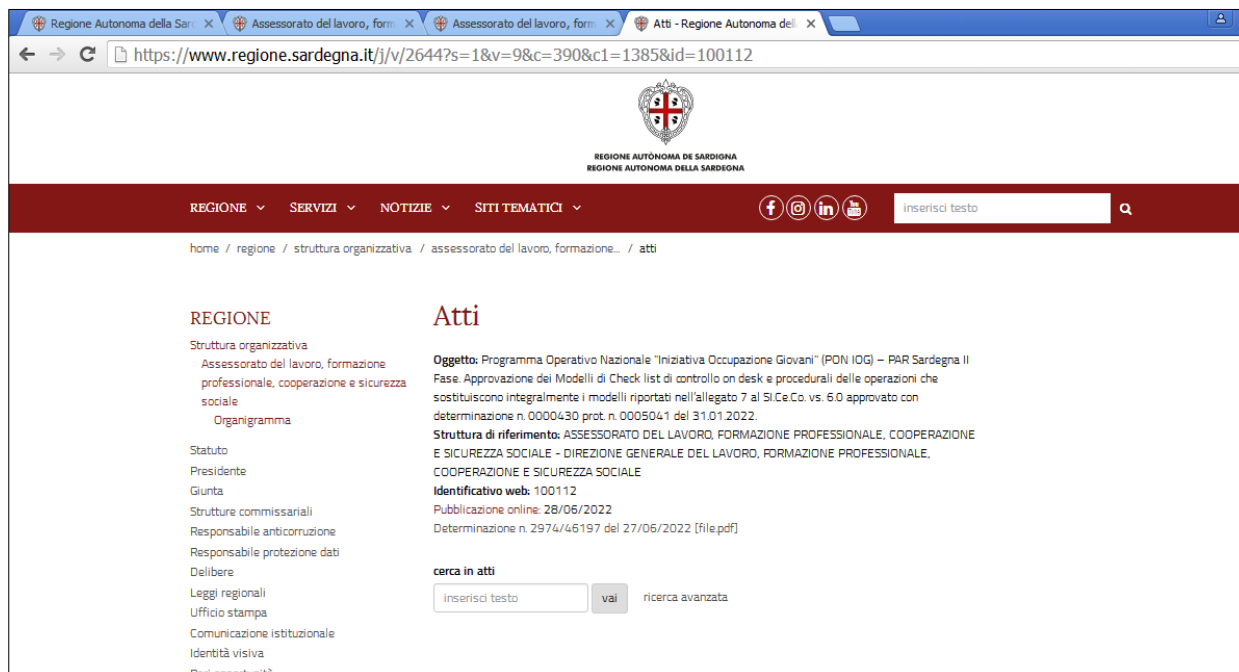 Regione Autonoma della Sar
Assessorato del lavoro, form
Assessorato del lavoro, form
Atti - Regione Autonoma del
https://www.regione.sardegna.it/j/v/2644?s=1&v=9&c=390&c1=1385&id=100112
REGIONE AUTÒNOMA DE SARDIGNA
REGIONE AUTONOMA DELLA SARDEGNA
REGIONE SERVIZI NOTIZIE SITI TEMATICI inserisci testo
home / regione / struttura organizzativa / assessorato del lavoro, formazione... / atti
REGIONE
Struttura organizzativa
Assessorato del lavoro, formazione
professionale, cooperazione e sicurezza
sociale
Organigramma
Statuto
Presidente
Giunta
Strutture commissariali
Responsabile anticorruzione
Responsabile protezione dati
Delibere
Leggi regionali
Ufficio stampa
Comunicazione istituzionale
Identità visiva
Atti
Oggetto: Programma Operativo Nazionale "Iniziativa Occupazione Giovani" (PON IOG) – PAR Sardegna II
Fase. Approvazione dei Modelli di Check list di controllo on desk e procedurali delle operazioni che
sostituiscono integralmente i modelli riportati nell'allegato 7 al SI.Ce.Co. vs. 6.0 approvato con
determinazione n. 0000430 prot. n. 0005041 del 31.01.2022.
Struttura di riferimento: ASSESSORATO DEL LAVORO, FORMAZIONE PROFESSIONALE, COOPERAZIONE
E SICUREZZA SOCIALE - DIREZIONE GENERALE DEL LAVORO, FORMAZIONE PROFESSIONALE,
COOPERAZIONE E SICUREZZA SOCIALE
Identificativo web: 100112
Pubblicazione online: 28/06/2022
Determinazione n. 2974/46197 del 27/06/2022 [file.pdf]
cerca in atti
inserisci testo vai ricerca avanzata